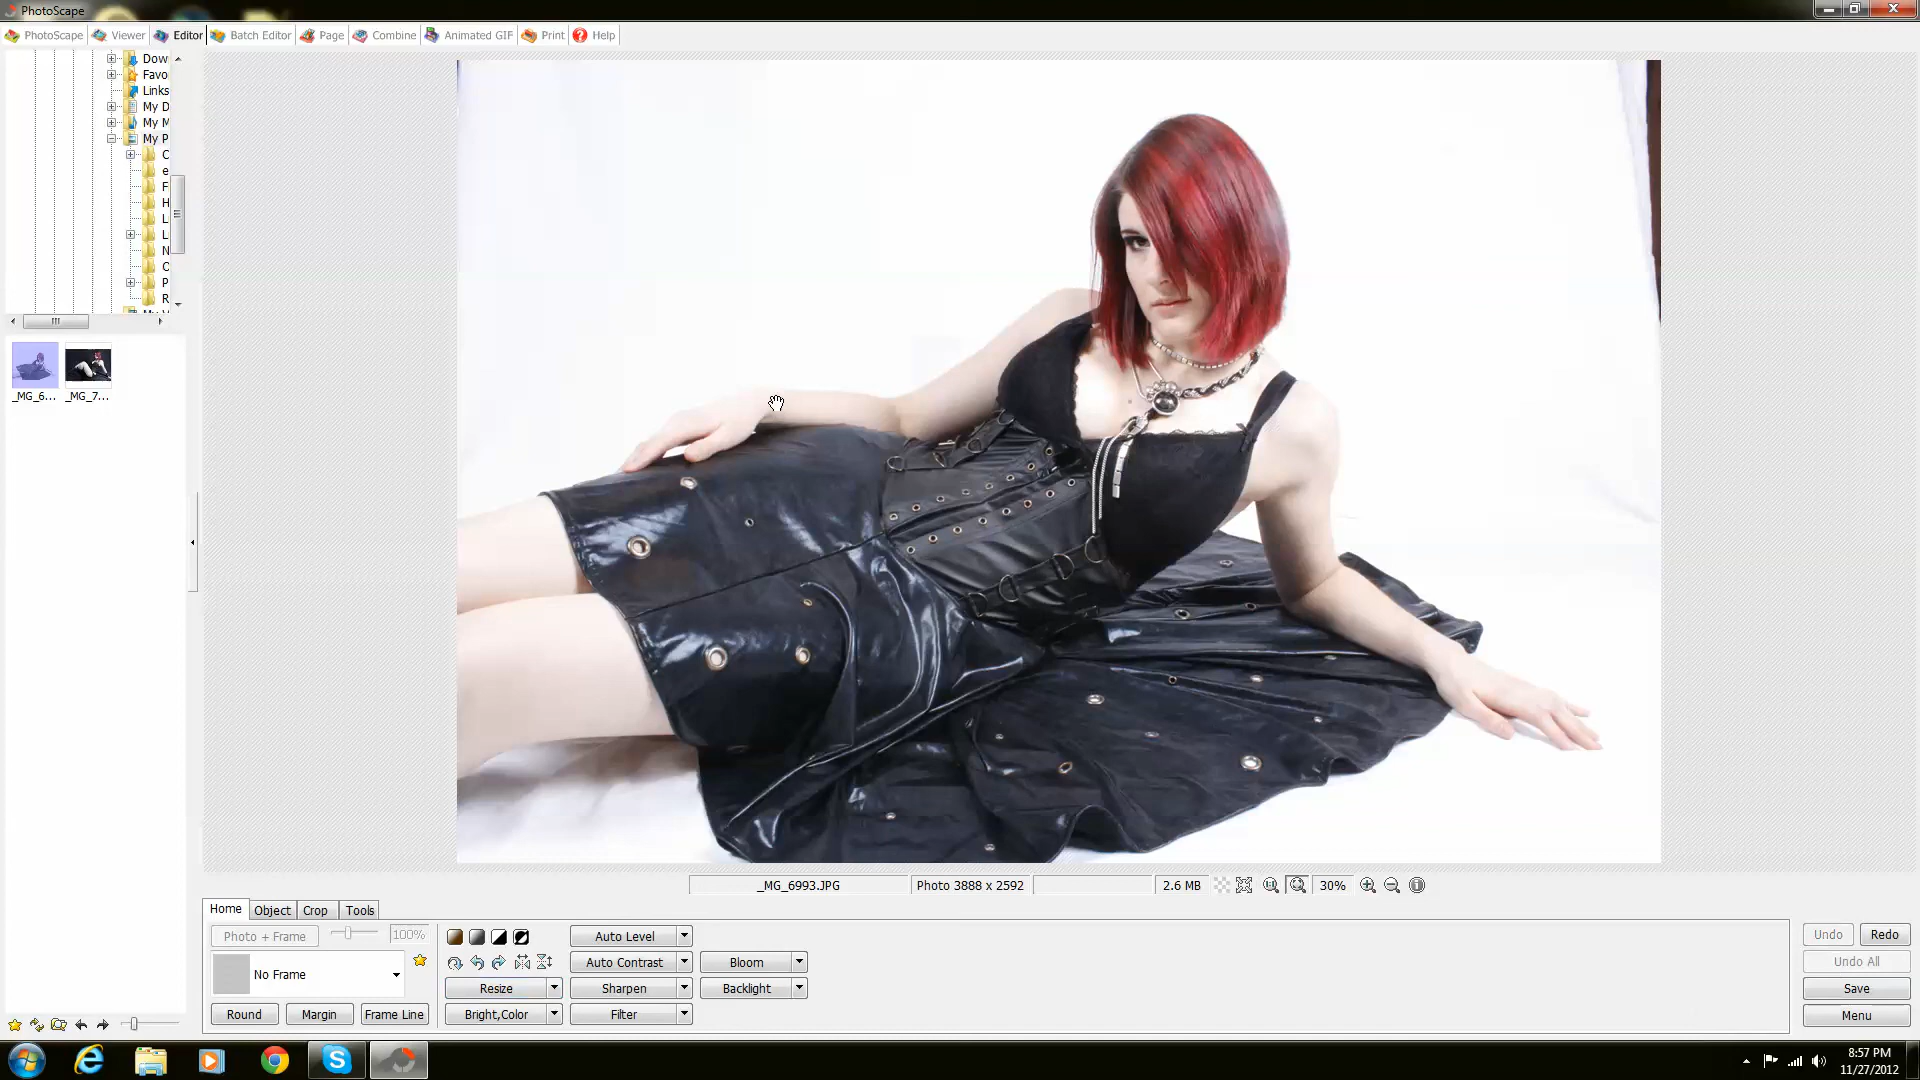 PhotoScape
PhotoScape Viewer Editor Batch Editor Page Combine Animated GIF Print Help
Dow
Favo
Links
My D
My M
My P
C
e
F
H
L
L
N
O
P
R
_MG_6... _MG_7...
_MG_6993.JPG Photo 3888 x 2592 2.6 MB 30%
Home Object Crop Tools
Photo + Frame 100% Auto Level Undo Redo
No Frame Auto Contrast Bloom Undo All
Resize Sharpen Backlight Save
Round Margin Frame Line Bright,Color Filter Menu
8:57 PM
11/27/2012